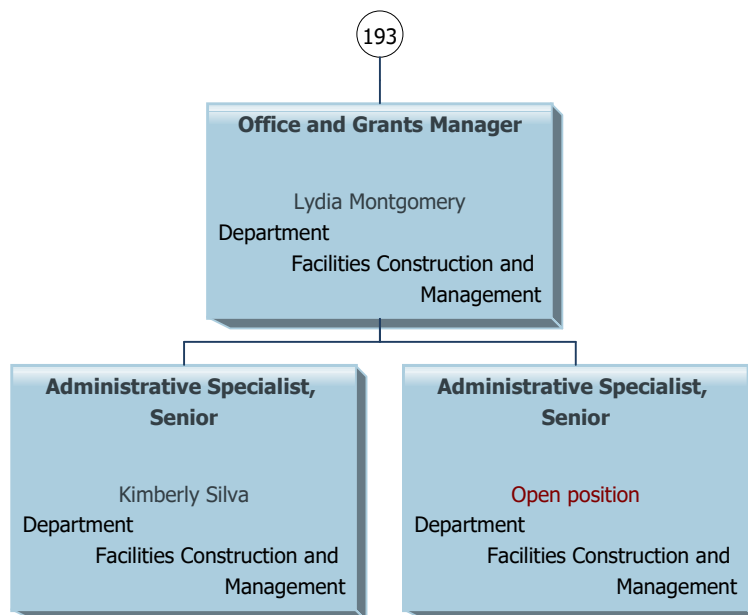 193
Office and Grants Manager
Lydia Montgomery
Department
Facilities Construction and
Management
Administrative Specialist,
Senior
Kimberly Silva
Department
Facilities Construction and
Management
Administrative Specialist,
Senior
Open position
Department
Facilities Construction and
Management